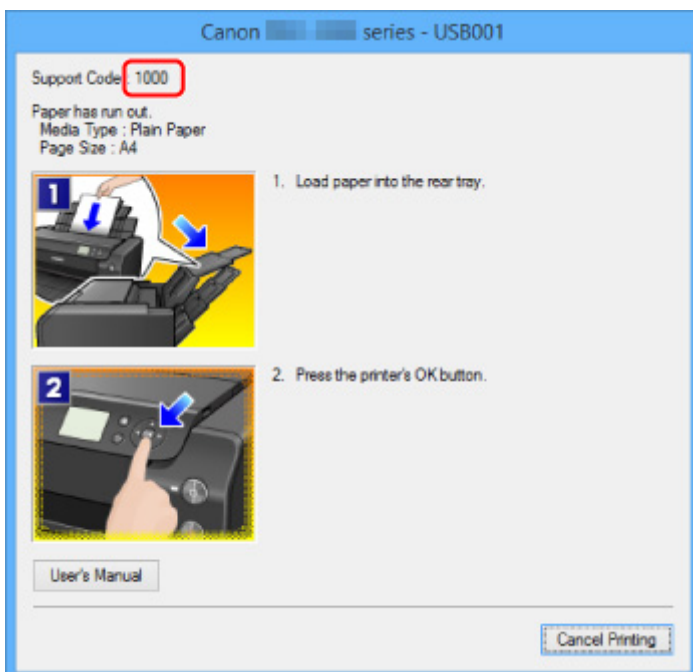 Canon series - USB001
Support Code : 1000
Paper has run out.
Media Type : Plain Paper
Page Size : A4
1
1. Load paper into the rear tray.
2
2. Press the printer's OK button.
User's Manual
Cancel Printing